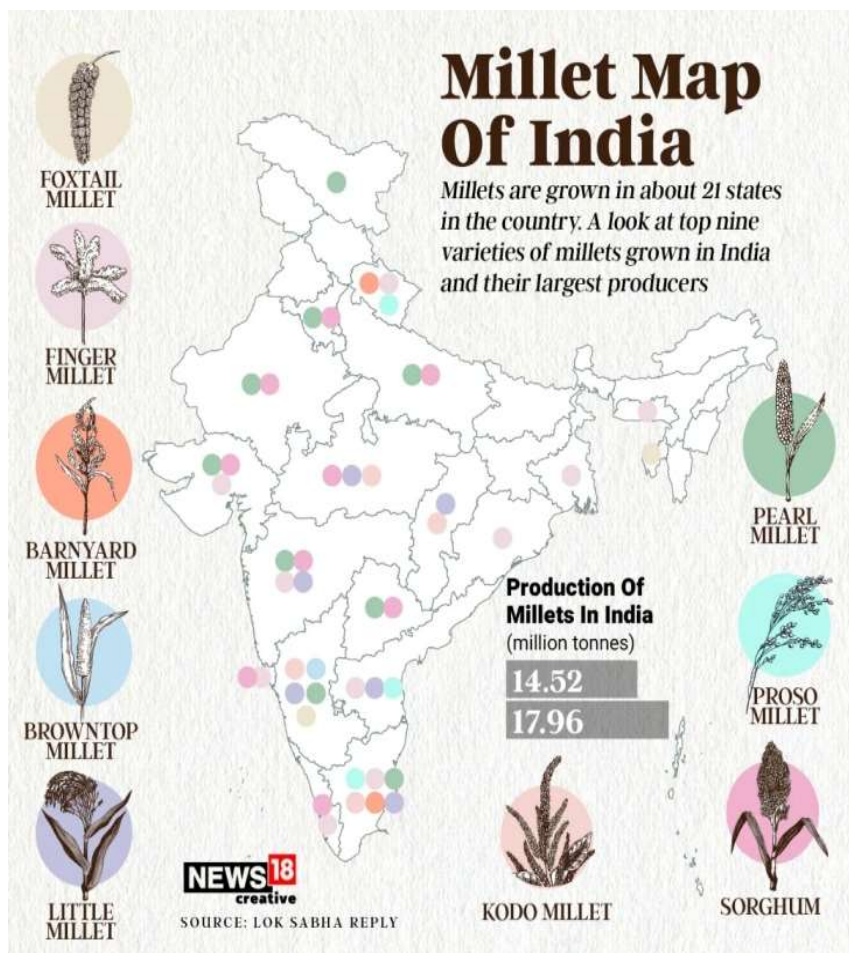 Millet Map
Of India
Millets are grown in about 21 states
in the country. A look at top nine
varieties of millets grown in India
and their largest producers
FOXTAIL
MILLET
FINGER
MILLET
BARNYARD
MILLET
BROWNTOP
MILLET
LITTLE
MILLET
PEARL
MILLET
PROSO
MILLET
SORGHUM
KODO MILLET
Production Of
Millets In India
(million tonnes)
14.52
17.96
NEWS18
creative
SOURCE: LOK SABHA REPLY